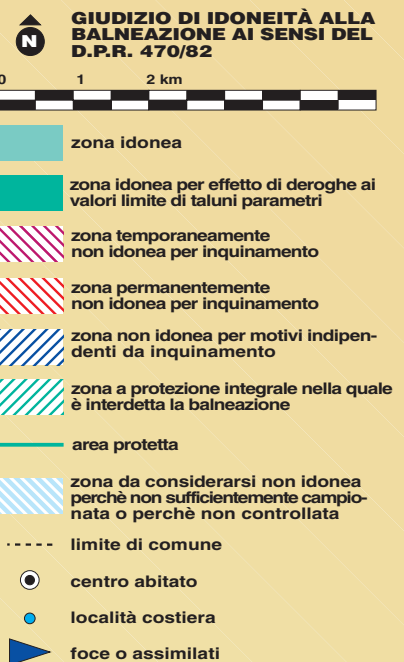 GIUDIZIO DI IDONEITÀ ALLA
BALNEAZIONE AI SENSI DEL
D.P.R. 470/82
N
0 1 2 km
zona idonea
zona idonea per effetto di deroghe ai
valori limite di taluni parametri
zona temporaneamente
non idonea per inquinamento
zona permanentemente
non idonea per inquinamento
zona non idonea per motivi indipen-
denti da inquinamento
zona a protezione integrale nella quale
è interdetta la balneazione
area protetta
zona da considerarsi non idonea
perchè non sufficientemente campio-
nata o perchè non controllata
limite di comune
centro abitato
località costiera
foce o assimilati